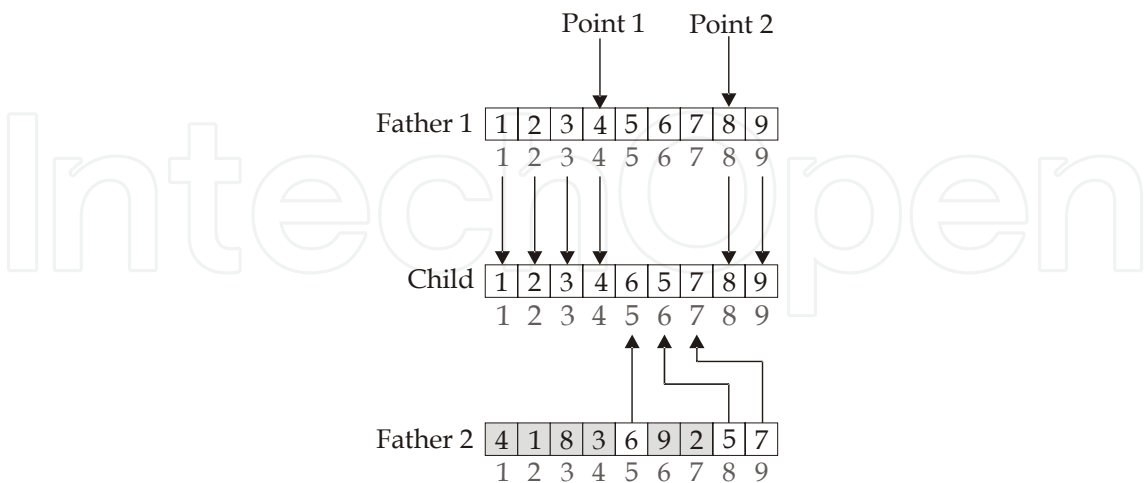 Point 1 Point 2
Father 1 1 2 3 4 5 6 7 8 9
1 2 3 4 5 6 7 8 9
IntechOpen
Child 1 2 3 4 6 5 7 8 9
1 2 3 4 5 6 7 8 9
Father 2 4 1 8 3 6 9 2 5 7
1 2 3 4 5 6 7 8 9